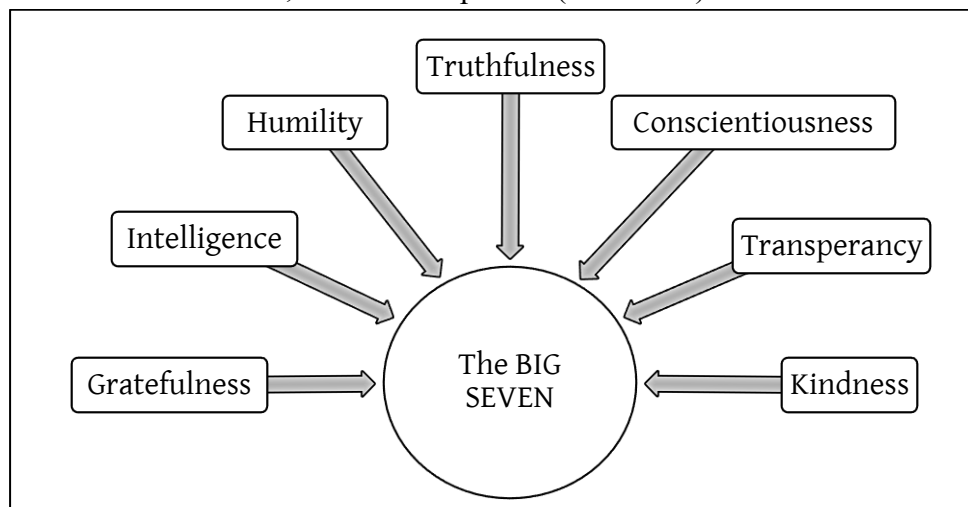 Truthfulness
Humility
Conscientiousness
Intelligence
Transperancy
The BIG
SEVEN
Gratefulness
Kindness